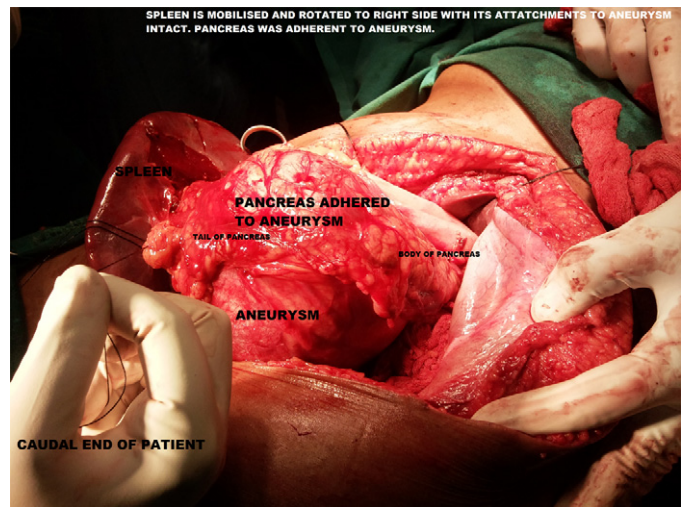 SPLEEN IS MOBILISED AND ROTATED TO RIGHT SIDE WITH ITS ATTATCHMENTS TO ANEURYSM
INTACT. PANCREAS WAS ADHERENT TO ANEURYSM.
SPLEEN
PANCREAS ADHERED
TO ANEURYSM
TAIL OF PANCREAS
BODY OF PANCREAS
ANEURYSM
CAUDAL END OF PATIENT